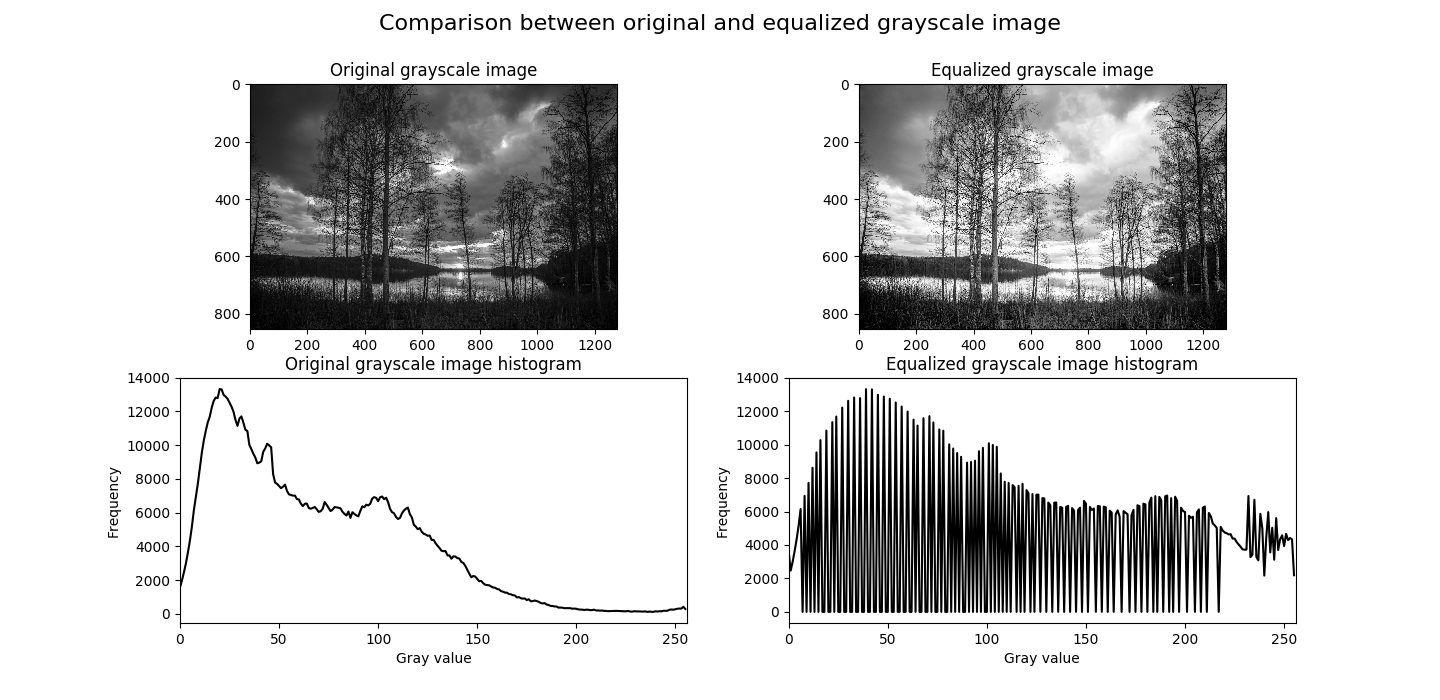 Comparison between original and equalized grayscale image
Original grayscale image
0
200
400
600
800
0 200 400 600 800 1000 1200
Equalized grayscale image
0
200
400
600
800
0 200 400 600 800 1000 1200
Original grayscale image histogram
14000
12000
10000
8000
6000
4000
2000
0
Frequency
0 50 100 150 200 250
Gray value
Equalized grayscale image histogram
14000
12000
10000
8000
6000
4000
2000
0
Frequency
0 50 100 150 200 250
Gray value